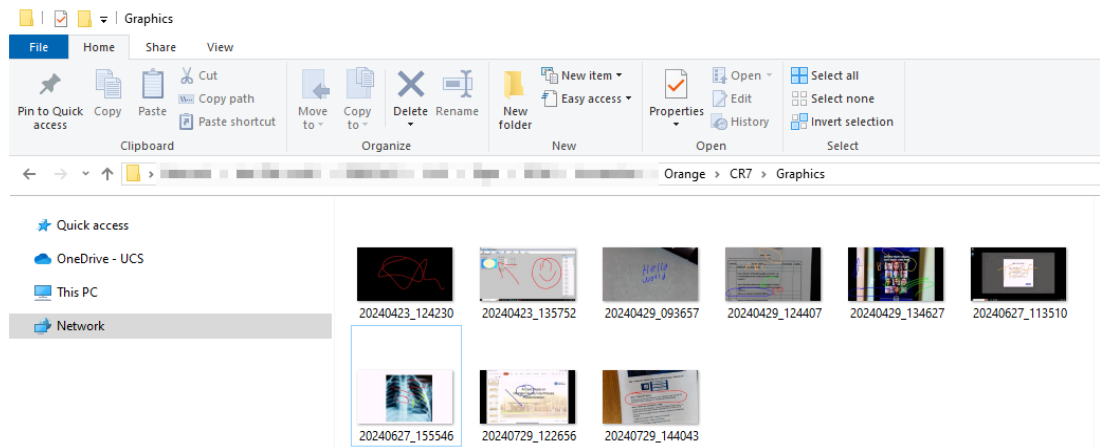 Graphics
File Home Share View
Pin to Quick access
Copy
Paste
Cut
Copy path
Paste shortcut
Clipboard
Move to
Copy to
Delete
Rename
Organize
New folder
New item
Easy access
New
Properties
Open
Edit
History
Open
Select all
Select none
Invert selection
Select
Orange > CR7 > Graphics
Quick access
OneDrive - UCS
This PC
Network
Hello
world
20240423_124230 20240423_135752 20240429_093657 20240429_124407 20240429_134627 20240627_113510
20240627_155546 20240729_122656 20240729_144043